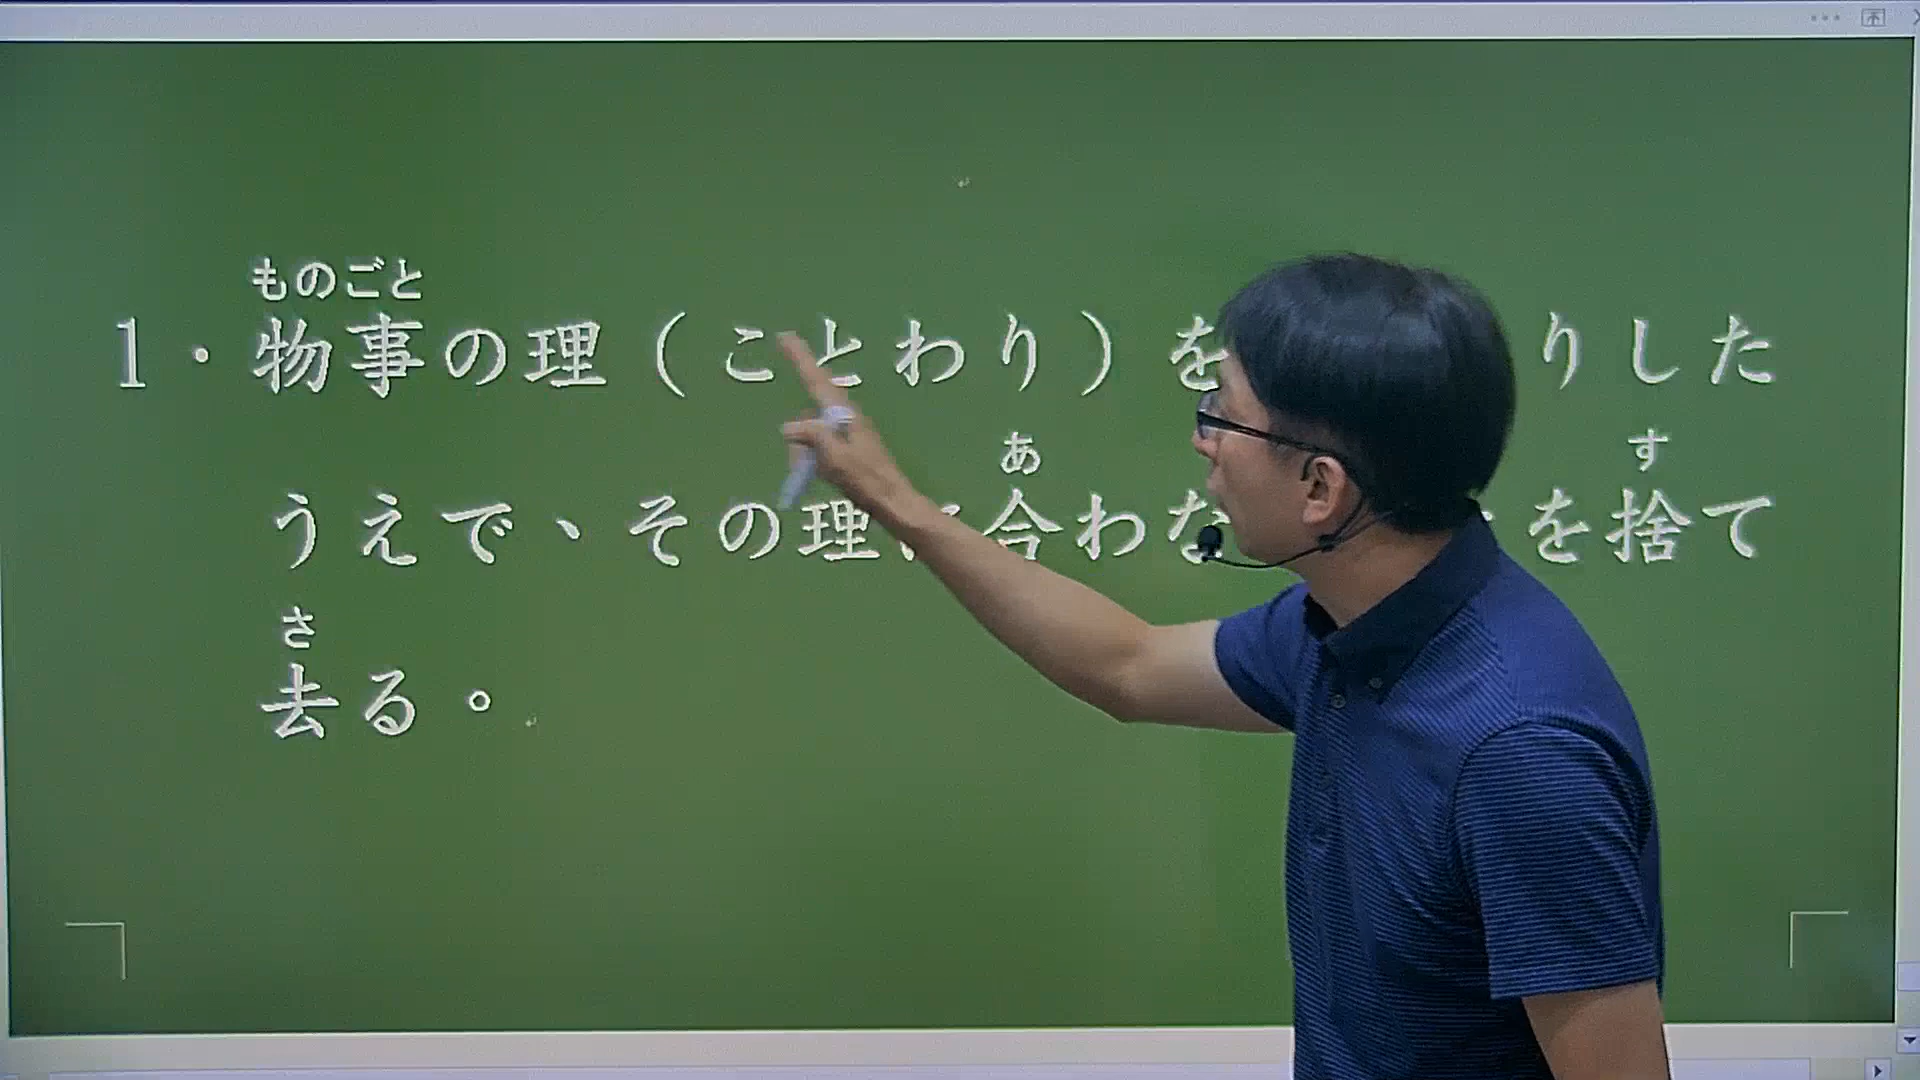 ものごと
1・物事の理（ことわり）を りした
あ す
うえで、その理に合わな を捨て
さ
去る。